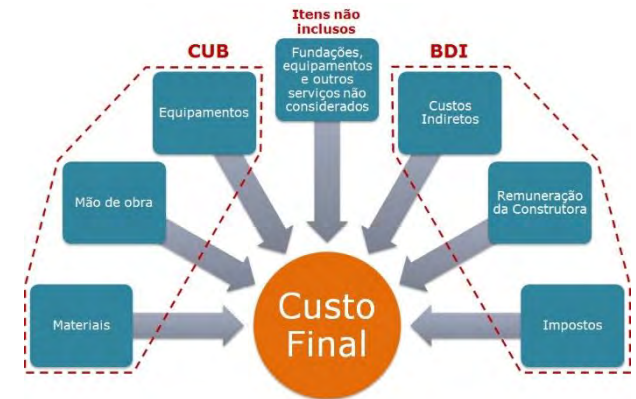 Itens não
inclusos
CUB
BDI
Fundações,
equipamentos
e outros
serviços não
considerados
Equipamentos
Custos
Indiretos
Mão de obra
Remuneração
da Construtora
Materiais
Impostos
Custo
Final